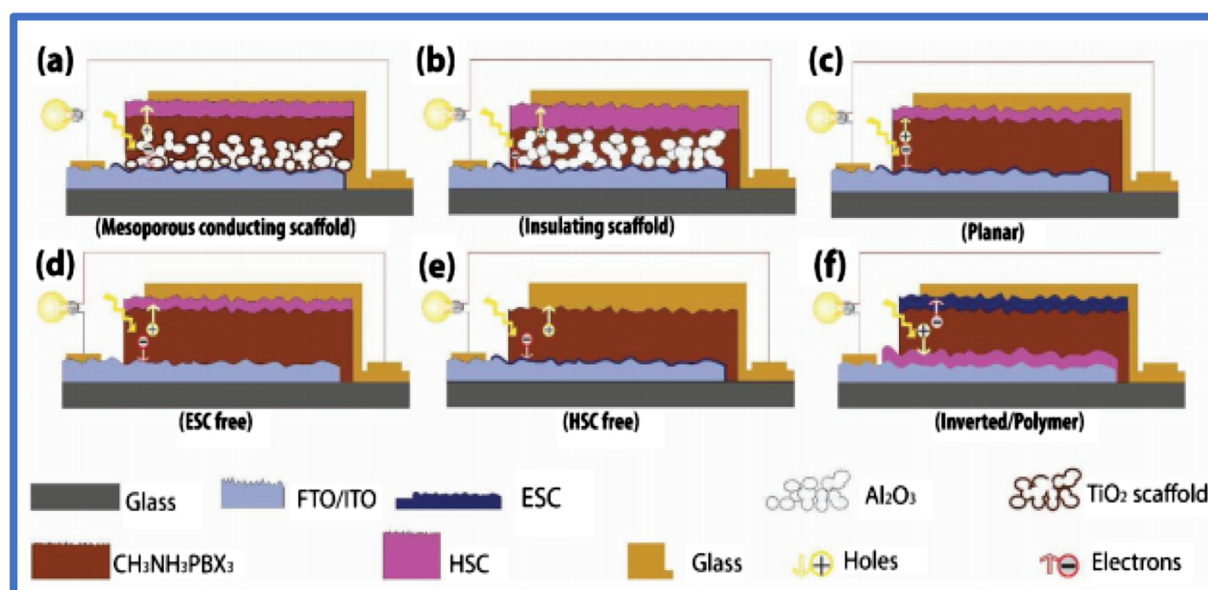 (a)
(b)
(c)
(Mesoporous conducting scaffold)
(Insulating scaffold)
(Planar)
(d)
(e)
(f)
(ESC free)
(HSC free)
(Inverted/Polymer)
Glass
FTO/ITO
ESC
Al₂O₃
TiO₂ scaffold
CH₃NH₃PBX₃
HSC
Glass
Holes
Electrons